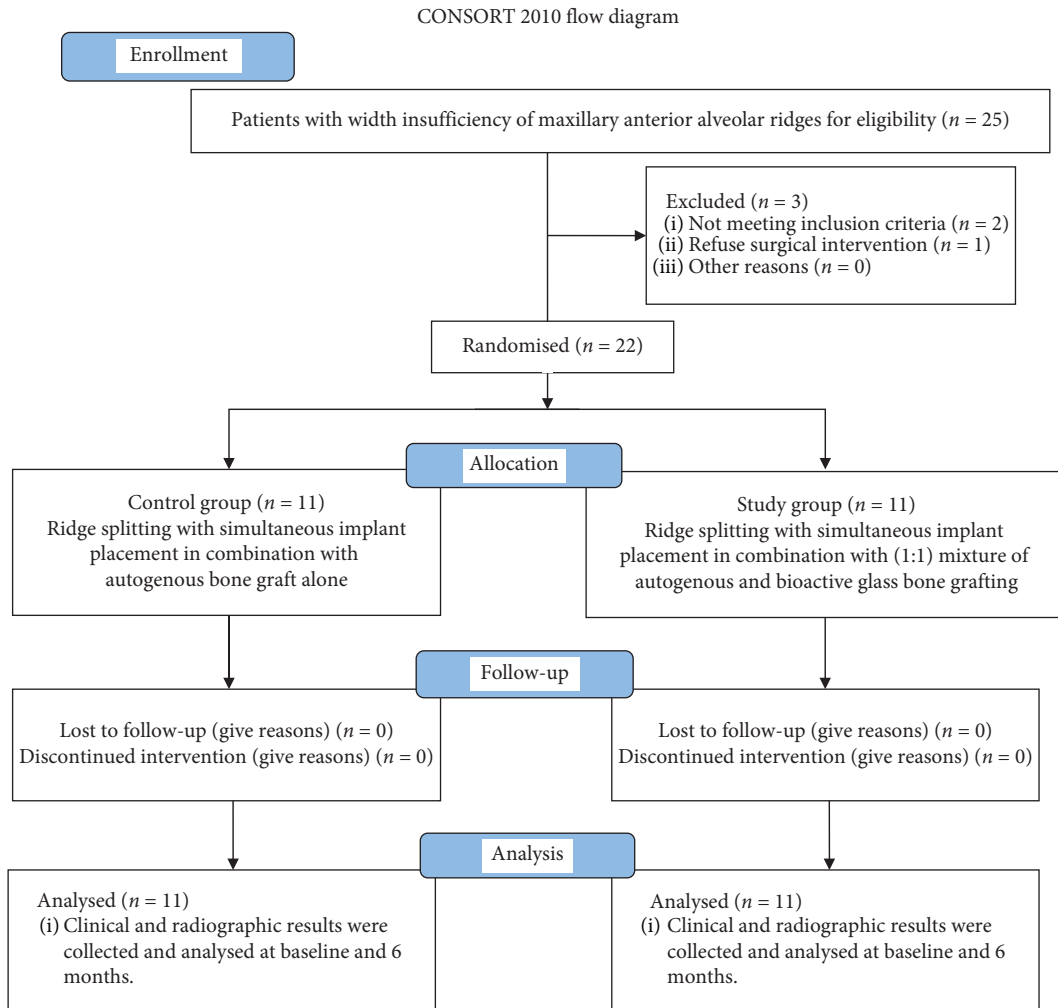 CONSORT 2010 flow diagram
Enrollment
Patients with width insufficiency of maxillary anterior alveolar ridges for eligibility (n = 25)
Excluded (n = 3)
(i) Not meeting inclusion criteria (n = 2)
(ii) Refuse surgical intervention (n = 1)
(iii) Other reasons (n = 0)
Randomised (n = 22)
Allocation
Control group (n = 11)
Ridge splitting with simultaneous implant
placement in combination with
autogenous bone graft alone
Study group (n = 11)
Ridge splitting with simultaneous implant
placement in combination with (1:1) mixture of
autogenous and bioactive glass bone grafting
Follow-up
Lost to follow-up (give reasons) (n = 0)
Discontinued intervention (give reasons) (n = 0)
Lost to follow-up (give reasons) (n = 0)
Discontinued intervention (give reasons) (n = 0)
Analysis
Analysed (n = 11)
(i) Clinical and radiographic results were
collected and analysed at baseline and 6
months.
Analysed (n = 11)
(i) Clinical and radiographic results were
collected and analysed at baseline and 6
months.